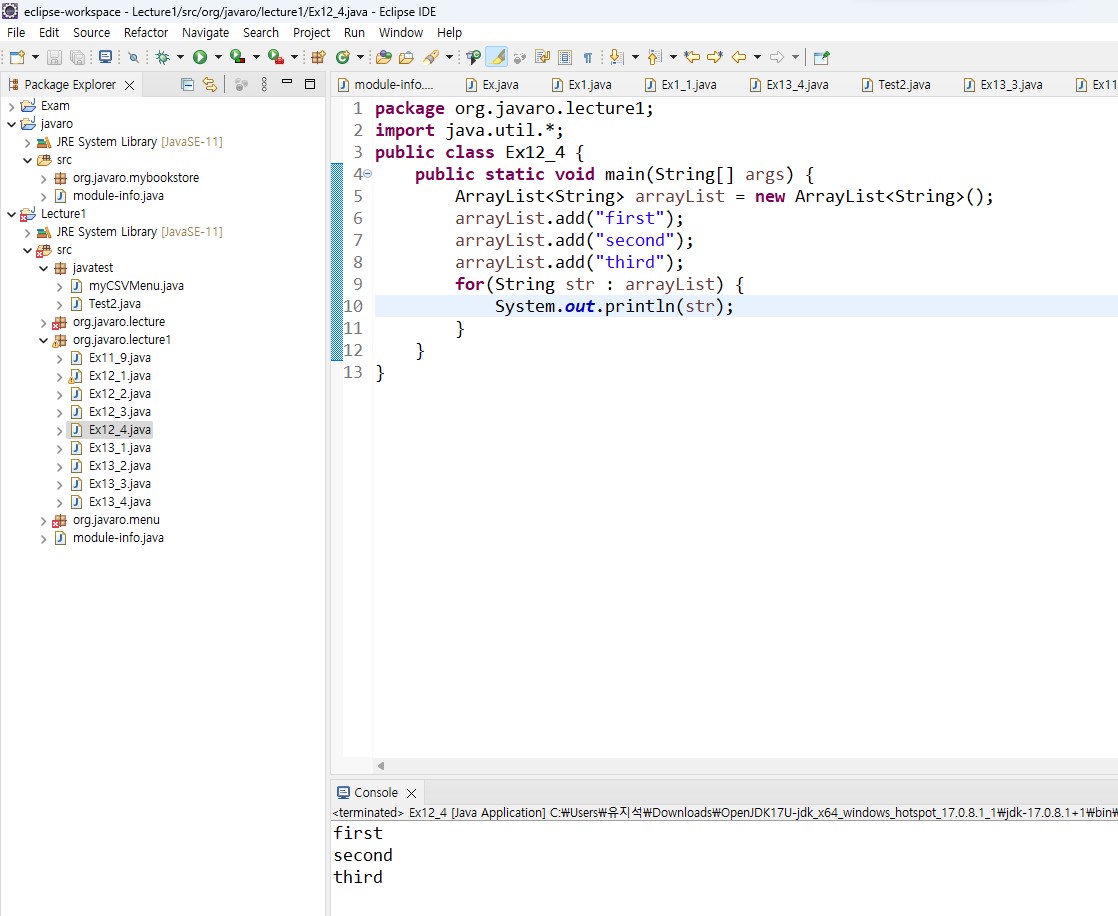 eclipse-workspace - Lecture1/src/org/javaro/lecture1/Ex12_4.java - Eclipse IDE
File Edit Source Refactor Navigate Search Project Run Window Help
Package Explorer
Exam
javaro
JRE System Library [JavaSE-11]
src
org.javaro.mybookstore
module-info.java
Lecture1
JRE System Library [JavaSE-11]
src
javatest
myCSVMenu.java
Test2.java
org.javaro.lecture
org.javaro.lecture1
Ex11_9.java
Ex12_1.java
Ex12_2.java
Ex12_3.java
Ex12_4.java
Ex13_1.java
Ex13_2.java
Ex13_3.java
Ex13_4.java
org.javaro.menu
module-info.java
module-info.... Ex.java Ex1.java Ex1_1.java Ex13_4.java Test2.java Ex13_3.java Ex11
1 package org.javaro.lecture1;
2 import java.util.*;
3 public class Ex12_4 {
4 public static void main(String[] args) {
5 ArrayList<String> arrayList = new ArrayList<String>();
6 arrayList.add("first");
7 arrayList.add("second");
8 arrayList.add("third");
9 for(String str : arrayList) {
10 System.out.println(str);
11 }
12 }
13 }
Console
<terminated> Ex12_4 [Java Application] C:₩Users₩유지석₩Downloads₩OpenJDK17U-jdk_x64_windows_hotspot_17.0.8.1_1₩jdk-17.0.8.1+1₩bin₩
first
second
third